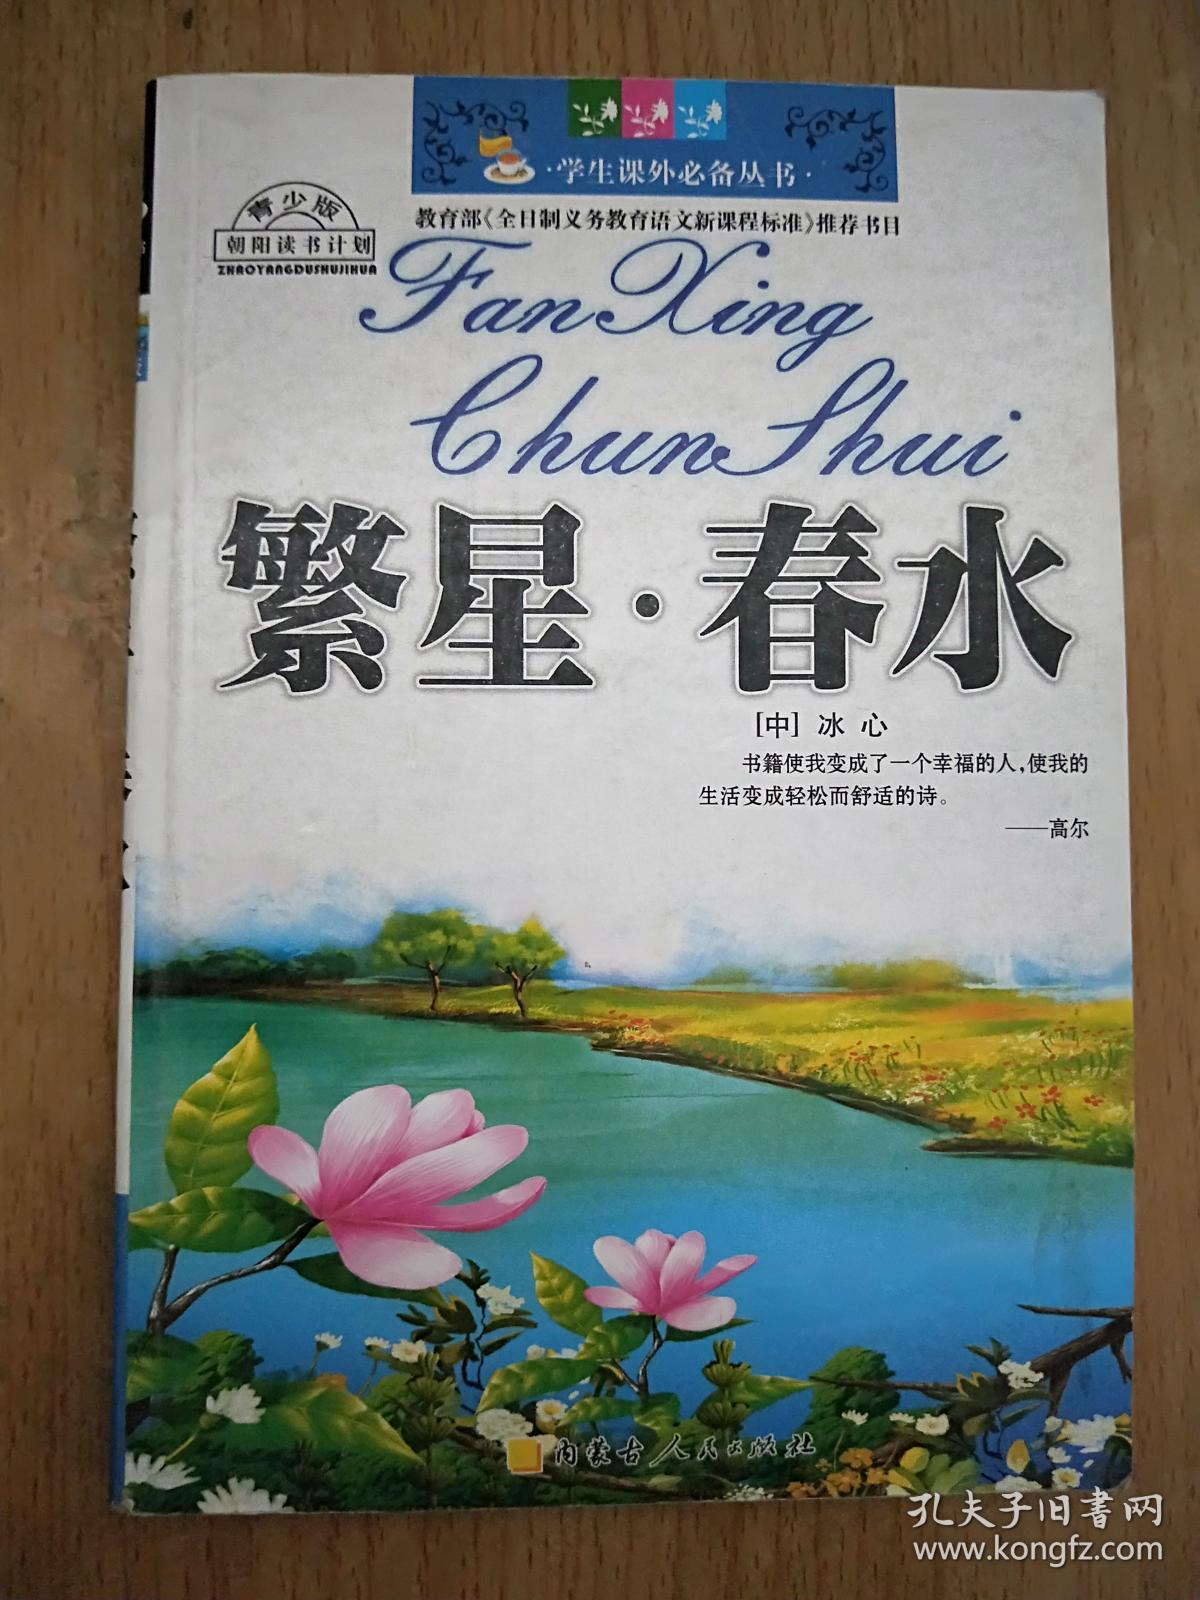 ·学生课外必备丛书·
教育部《全日制义务教育语文新课程标准》推荐书目
青少版
朝阳读书计划
ZHAOYANGDUSHUJIHUA
Fan Xing
Chun Shui
繁星·春水
[中] 冰 心
书籍使我变成了一个幸福的人,使我的
生活变成轻松而舒适的诗。
——高尔
内蒙古人民出版社
孔夫子旧书网
www.kongfz.com